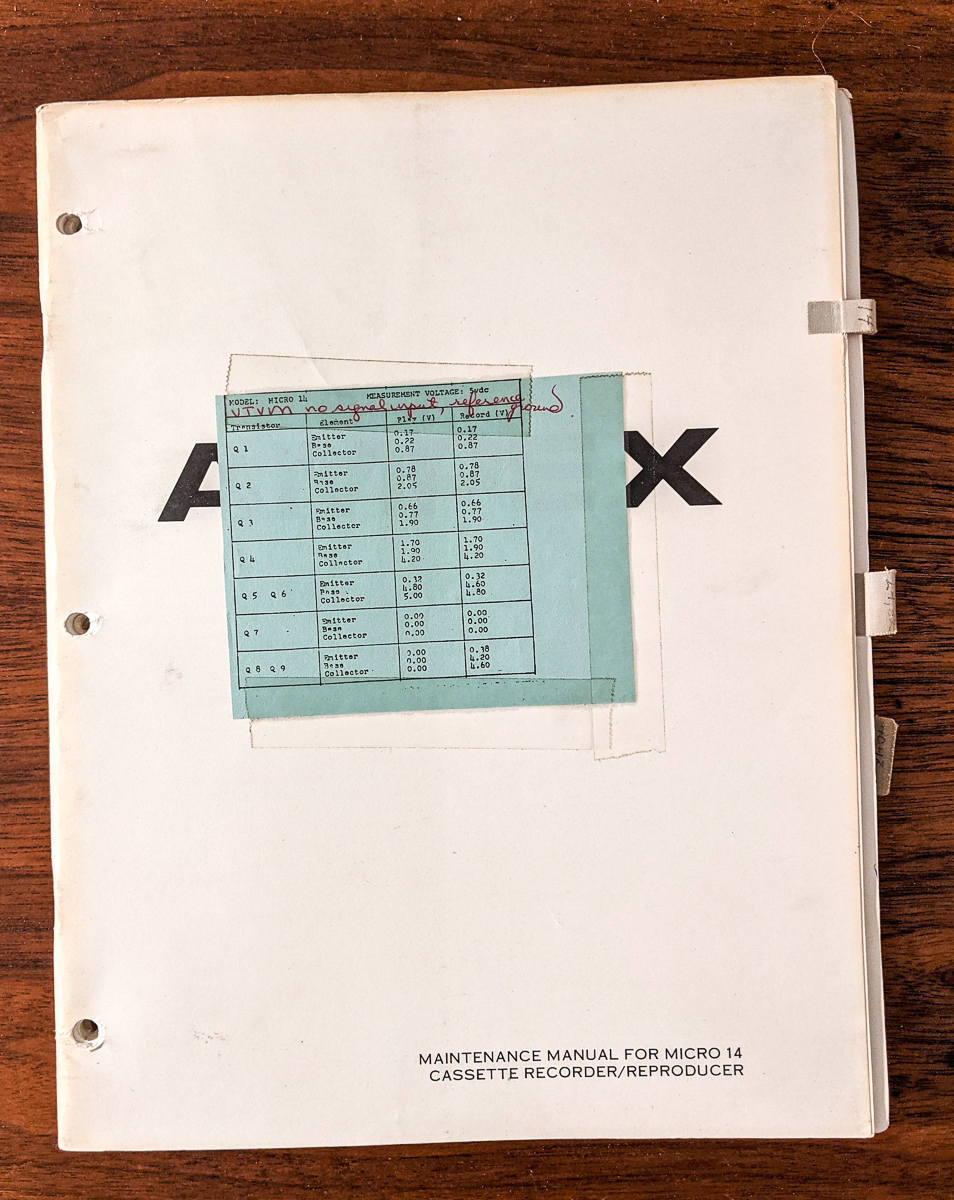 MODEL: MICRO 14 MEASUREMENT VOLTAGE: 5vdc
VTVM no signal input, reference ground
Transistor Element Play (V) Record (V)
Q 1 Emitter 0.17 0.17
Base 0.22 0.22
Collector 0.87 0.87
Q 2 Emitter 0.78 0.78
Base 0.87 0.87
Collector 2.05 2.05
Q 3 Emitter 0.66 0.66
Base 0.77 0.77
Collector 1.90 1.90
Q 4 Emitter 1.70 1.70
Base 1.90 1.90
Collector 4.20 4.20
Q 5 Q 6 Emitter 0.32 0.32
Base 4.80 4.60
Collector 5.00 4.80
Q 7 Emitter 0.00 0.00
Base 0.00 0.00
Collector 0.00 0.00
Q 8 Q 9 Emitter 0.00 0.38
Base 0.00 4.20
Collector 0.00 4.60
A X
MAINTENANCE MANUAL FOR MICRO 14
CASSETTE RECORDER/REPRODUCER